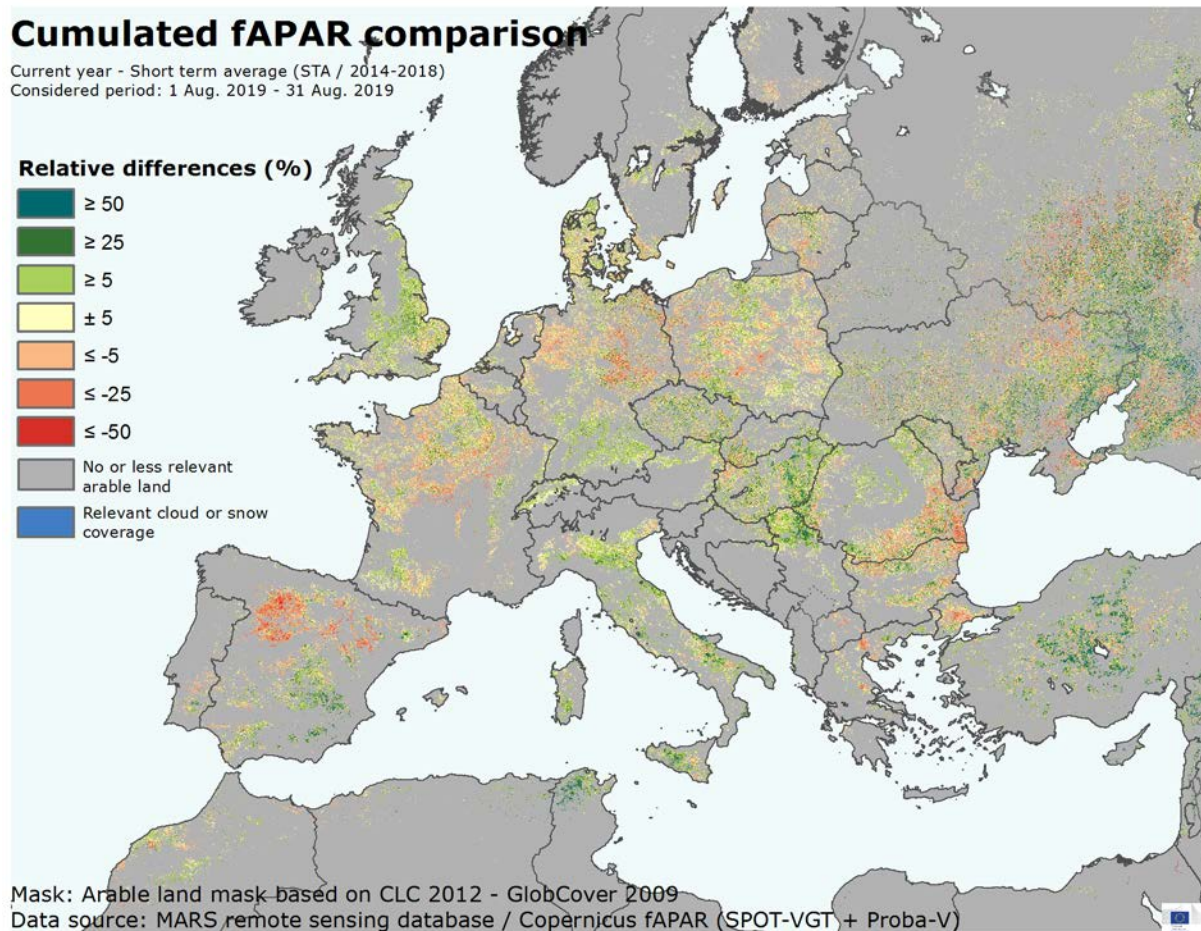 Cumulated fAPAR comparison
Current year - Short term average (STA / 2014-2018)
Considered period: 1 Aug. 2019 - 31 Aug. 2019
Relative differences (%)
≥ 50
≥ 25
≥ 5
± 5
≤ -5
≤ -25
≤ -50
No or less relevant
arable land
Relevant cloud or snow
coverage
Mask: Arable land mask based on CLC 2012 - GlobCover 2009
Data source: MARS remote sensing database / Copernicus fAPAR (SPOT-VGT + Proba-V)